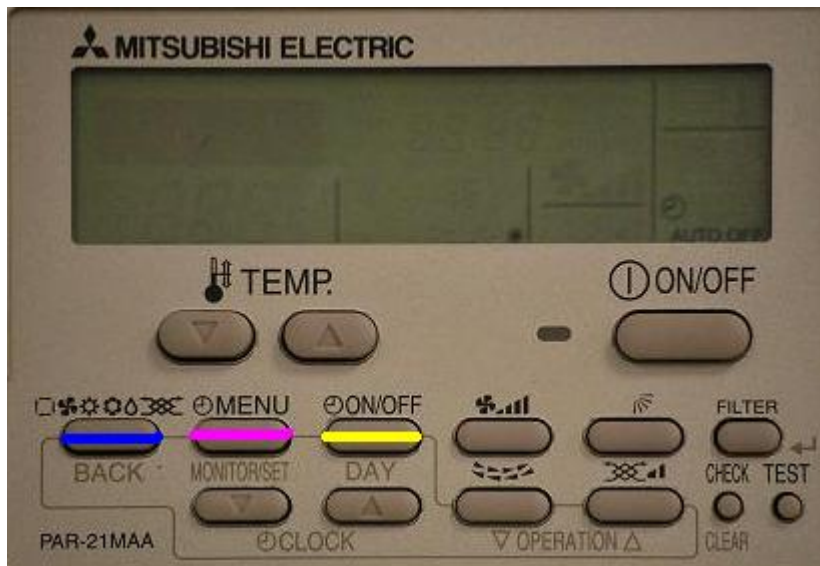 MITSUBISHI ELECTRIC
AUTO OFF
TEMP.
ON/OFF
MENU
ON/OFF
FILTER
BACK
MONITOR/SET
DAY
CHECK
TEST
PAR-21MAA
CLOCK
OPERATION
CLEAR